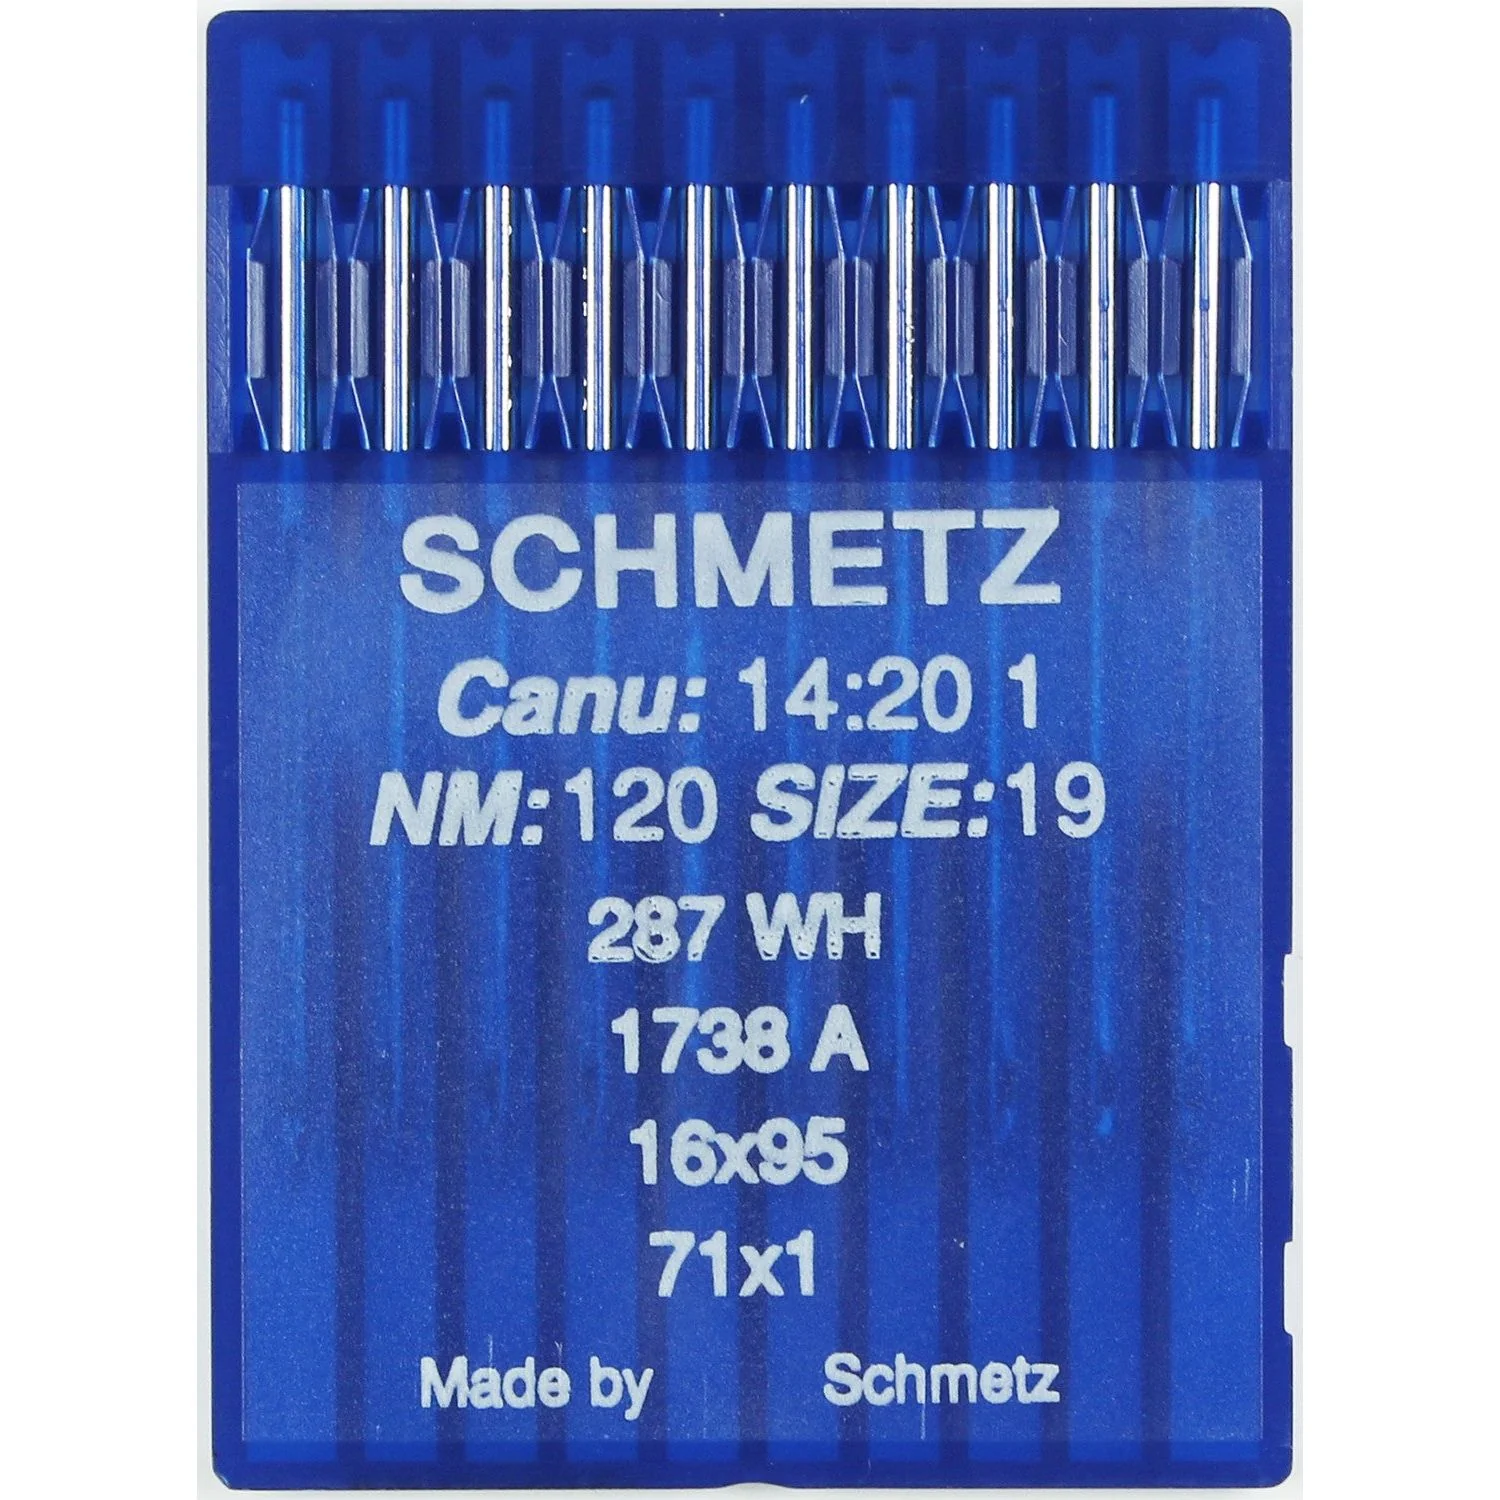 SCHMETZ
Canu: 14:20 1
NM:120 SIZE:19
287 WH
1738 A
16x95
71x1
Made by Schmetz